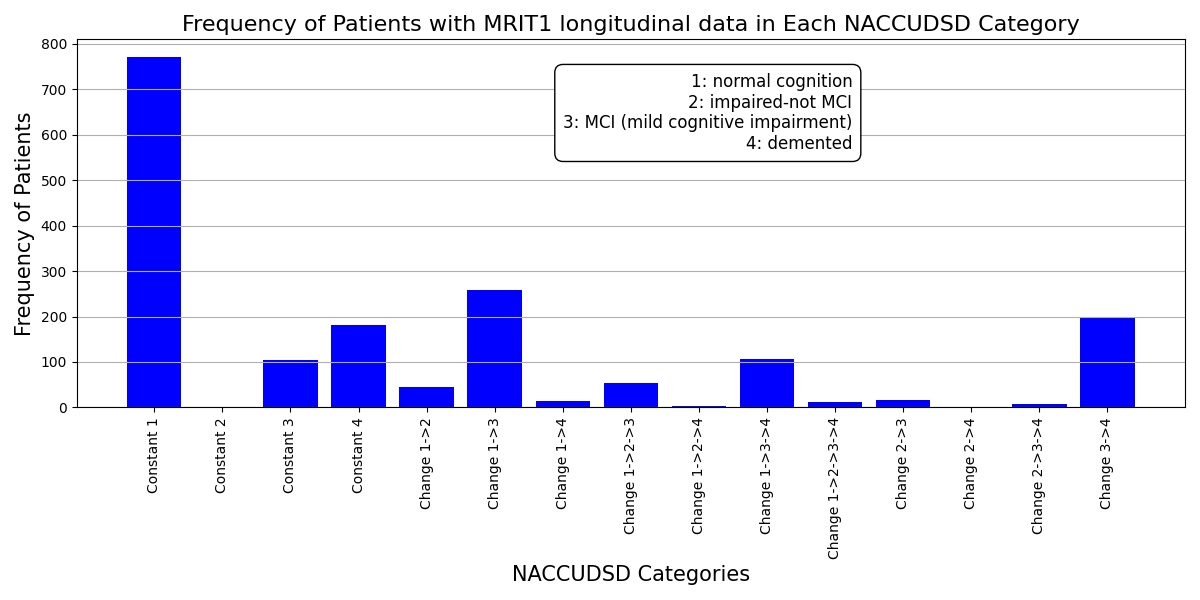 Frequency of Patients with MRIT1 longitudinal data in Each NACCUDSD Category
Frequency of Patients
800
700
600
500
400
300
200
100
0
1: normal cognition
2: impaired-not MCI
3: MCI (mild cognitive impairment)
4: demented
Constant 1
Constant 2
Constant 3
Constant 4
Change 1->2
Change 1->3
Change 1->4
Change 1->2->3
Change 1->2->4
Change 1->3->4
Change 1->2->3->4
Change 2->3
Change 2->4
Change 2->3->4
Change 3->4
NACCUDSD Categories